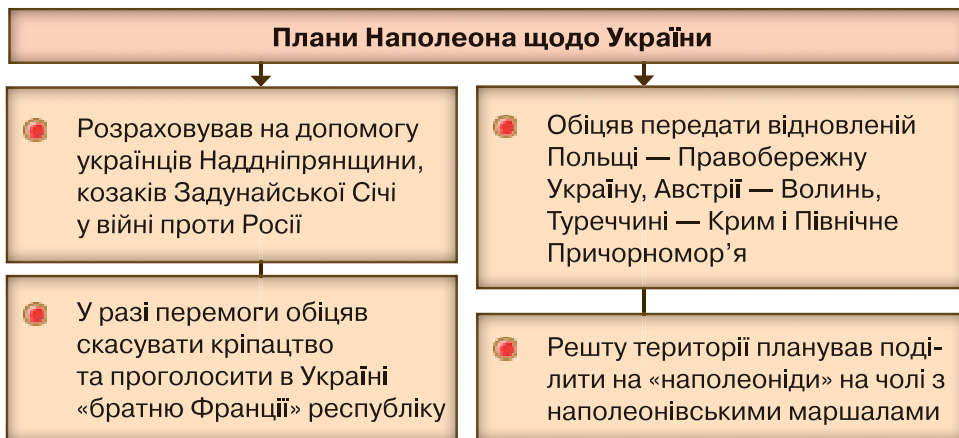 Плани Наполеона щодо України
Розраховував на допомогу
українців Наддніпрянщини,
козаків Задунайської Січі
у війні проти Росії
У разі перемоги обіцяв
скасувати кріпацтво
та проголосити в Україні
«братню Франції» республіку
Обіцяв передати відновленій
Польщі — Правобережну
Україну, Австрії — Волинь,
Туреччині — Крим і Північне
Причорномор’я
Решту території планував поді-
лити на «наполеоніди» на чолі з
наполеонівськими маршалами